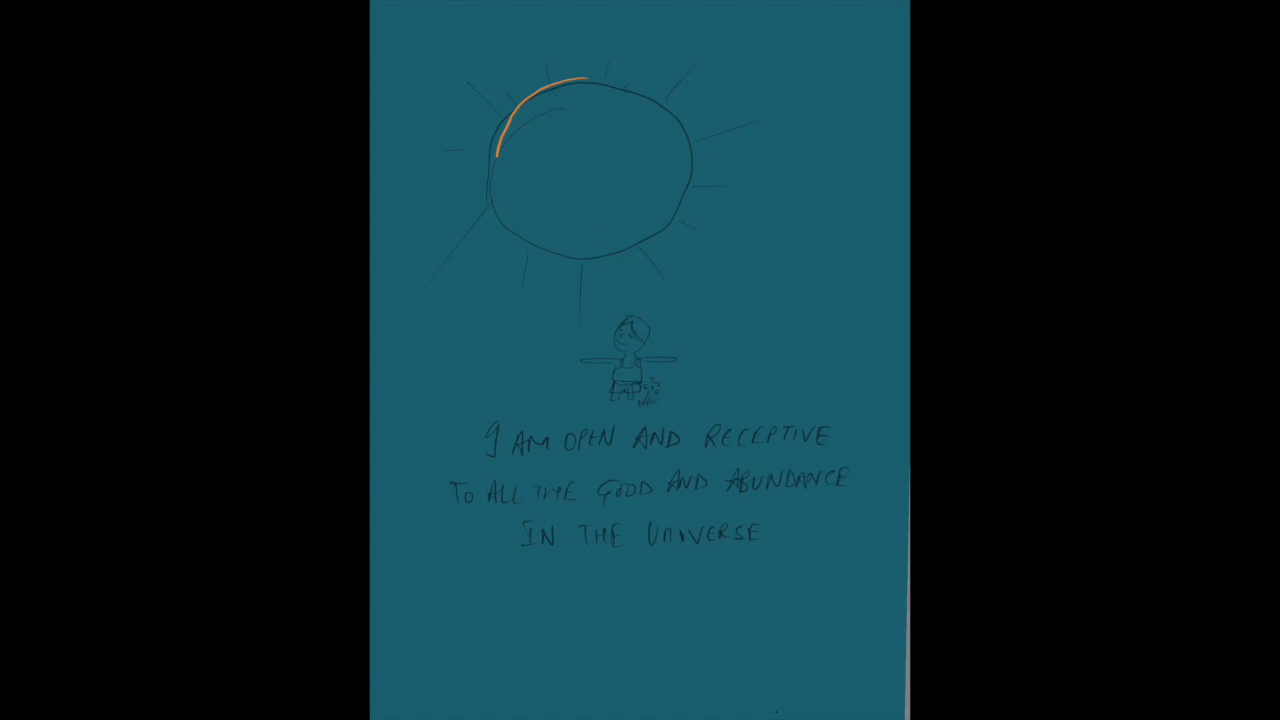 I AM OPEN AND RECEPTIVE
TO ALL THE GOOD AND ABUNDANCE
IN THE UNIVERSE